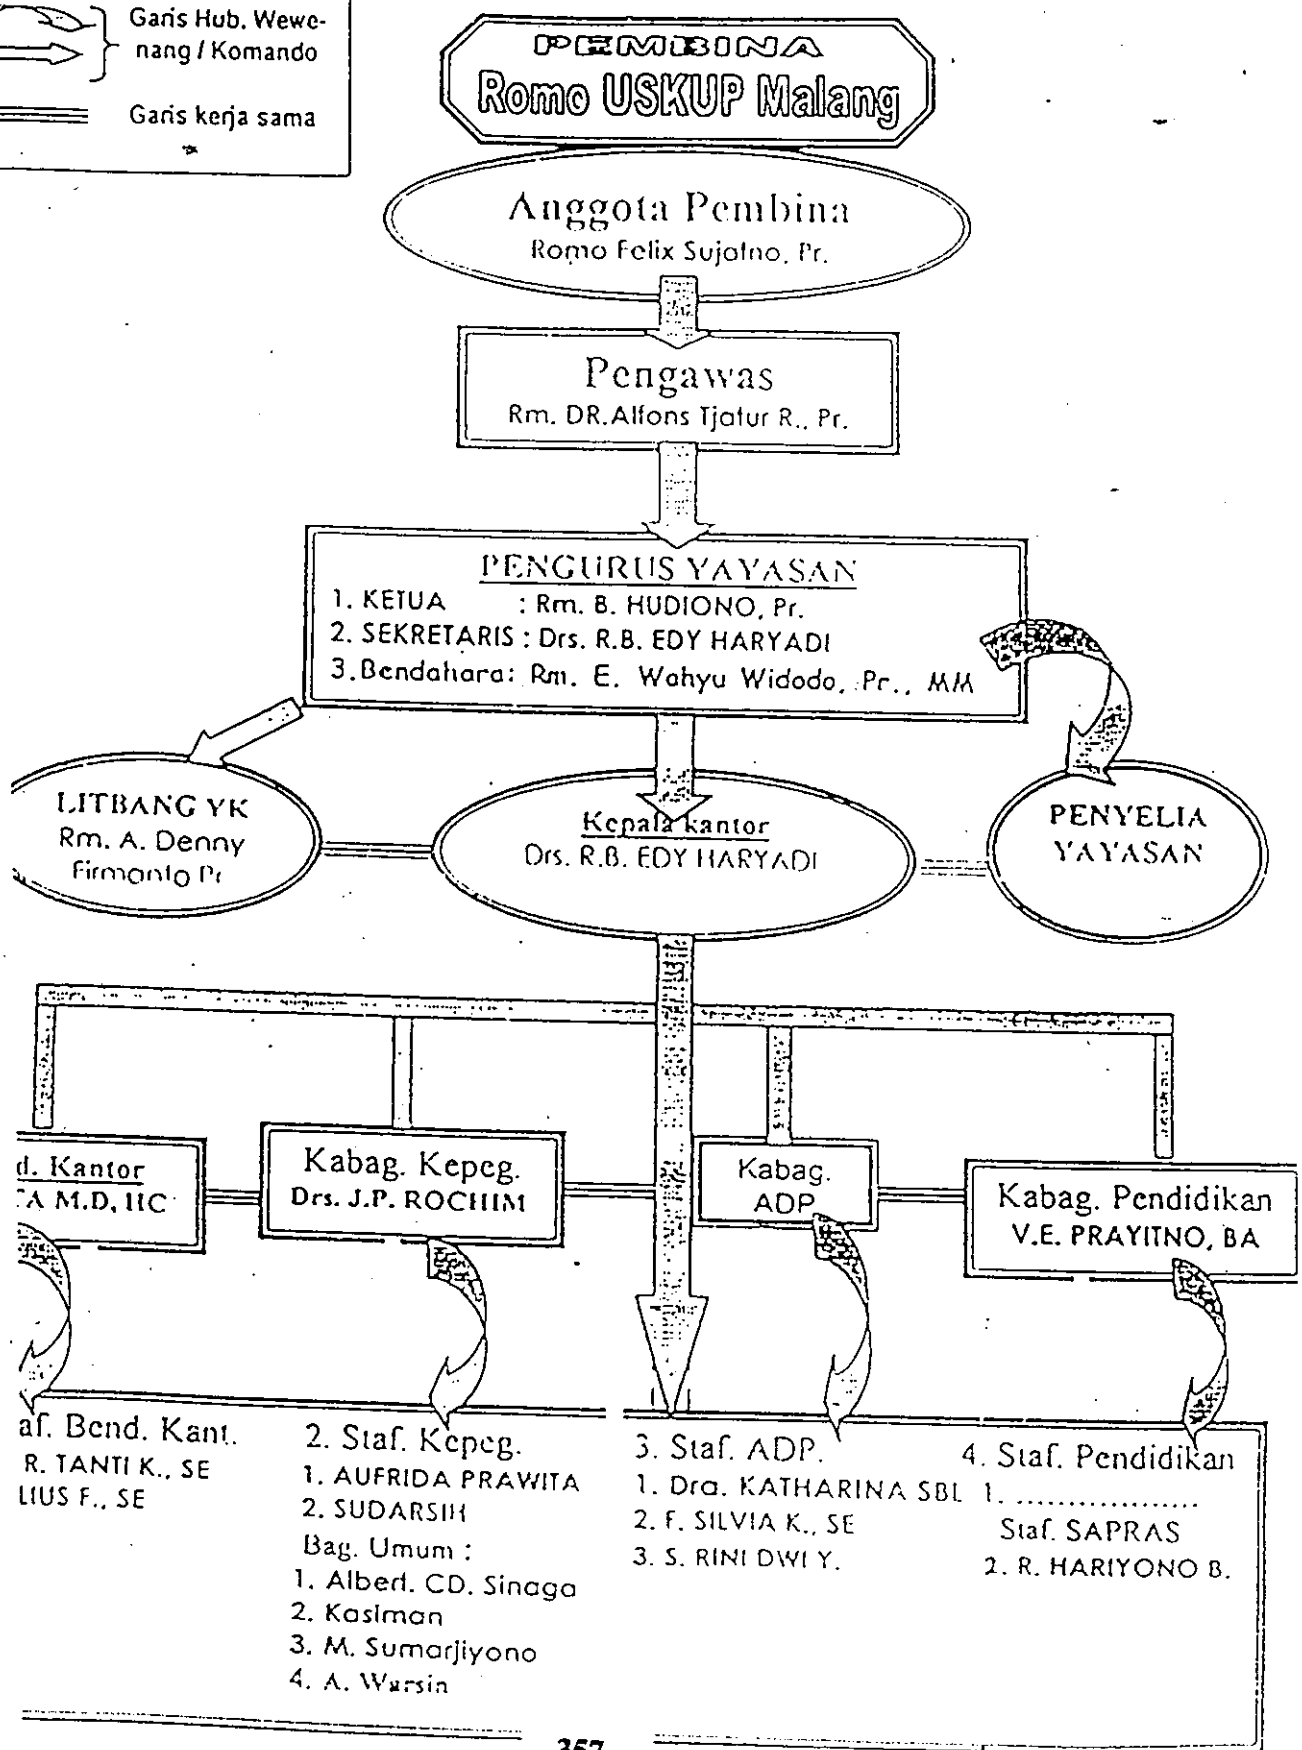 Garis Hub. Wewe-
nang / Komando
Garis kerja sama
PEMBINA
Romo USKUP Malang
Anggota Pembina
Romo Felix Sujatno, Pr.
Pengawas
Rm. DR. Alfons Tjatur R., Pr.
PENGURUS YAYASAN
1. KETUA : Rm. B. HUDIONO, Pr.
2. SEKRETARIS : Drs. R.B. EDY HARYADI
3. Bendahara: Rm. E. Wahyu Widodo, Pr., MM
LITBANG YK
Rm. A. Denny
Firmanto Pr
Kepala kantor
Drs. R.B. EDY HARYADI
PENYELIA
YAYASAN
d. Kantor
TA M.D, IIC
Kabag. Kepeg.
Drs. J.P. ROCHIM
Kabag.
ADP
Kabag. Pendidikan
V.E. PRAYITNO, BA
af. Bend. Kant.
R. TANTI K., SE
LIUS F., SE
2. Staf. Kepeg.
1. AUFRIDA PRAWITA
2. SUDARSIH
Bag. Umum :
1. Albert. CD. Sinaga
2. Kasiman
3. M. Sumarjiyono
4. A. Warsin
3. Staf. ADP.
1. Dra. KATHARINA SBL
2. F. SILVIA K., SE
3. S. RINI DWI Y.
4. Staf. Pendidikan
1. ..................
Staf. SAPRAS
2. R. HARIYONO B.
357